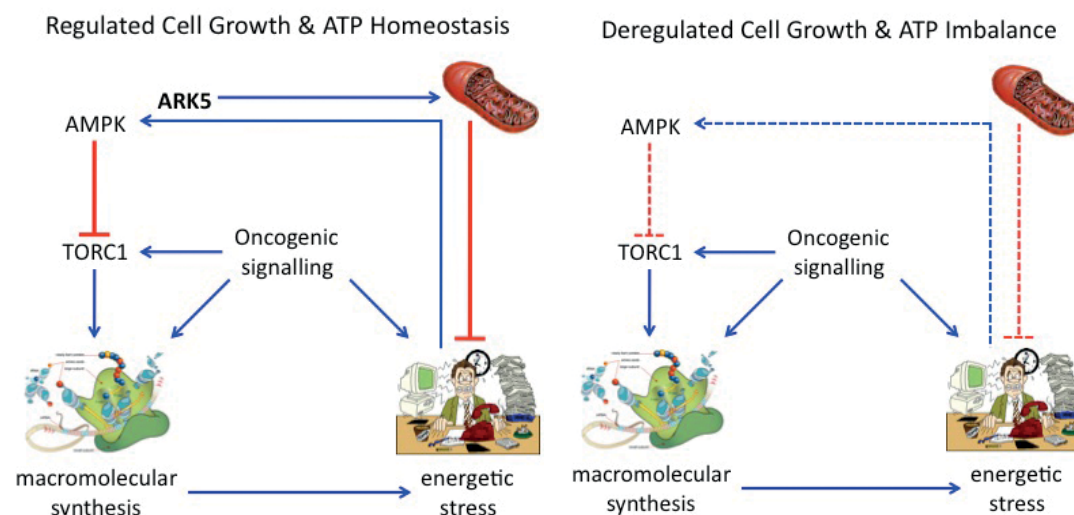 Regulated Cell Growth & ATP Homeostasis
ARK5
AMPK
TORC1
Oncogenic
signalling
macromolecular
synthesis
energetic
stress
Deregulated Cell Growth & ATP Imbalance
AMPK
TORC1
Oncogenic
signalling
macromolecular
synthesis
energetic
stress